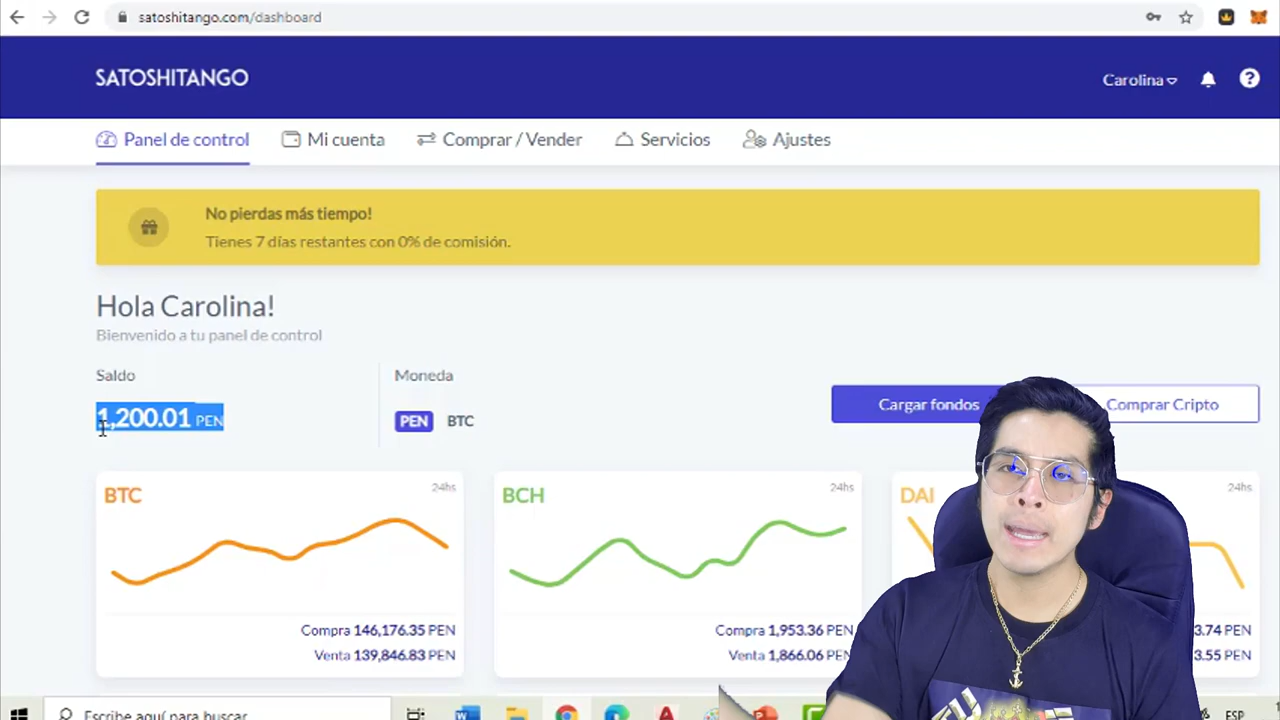 satoshitango.com/dashboard
SATOSHITANGO
Carolina
Panel de control
Mi cuenta
Comprar / Vender
Servicios
Ajustes
No pierdas más tiempo!
Tienes 7 días restantes con 0% de comisión.
Hola Carolina!
Bienvenido a tu panel de control
Saldo
Moneda
1,200.01 PEN
PEN BTC
Cargar fondos
Comprar Cripto
BTC 24hs
Compra 146,176.35 PEN
Venta 139,846.83 PEN
BCH 24hs
Compra 1,953.36 PEN
Venta 1,866.06 PEN
DAI 24hs
3.74 PEN
3.55 PEN
Escribe aquí para buscar
ESP